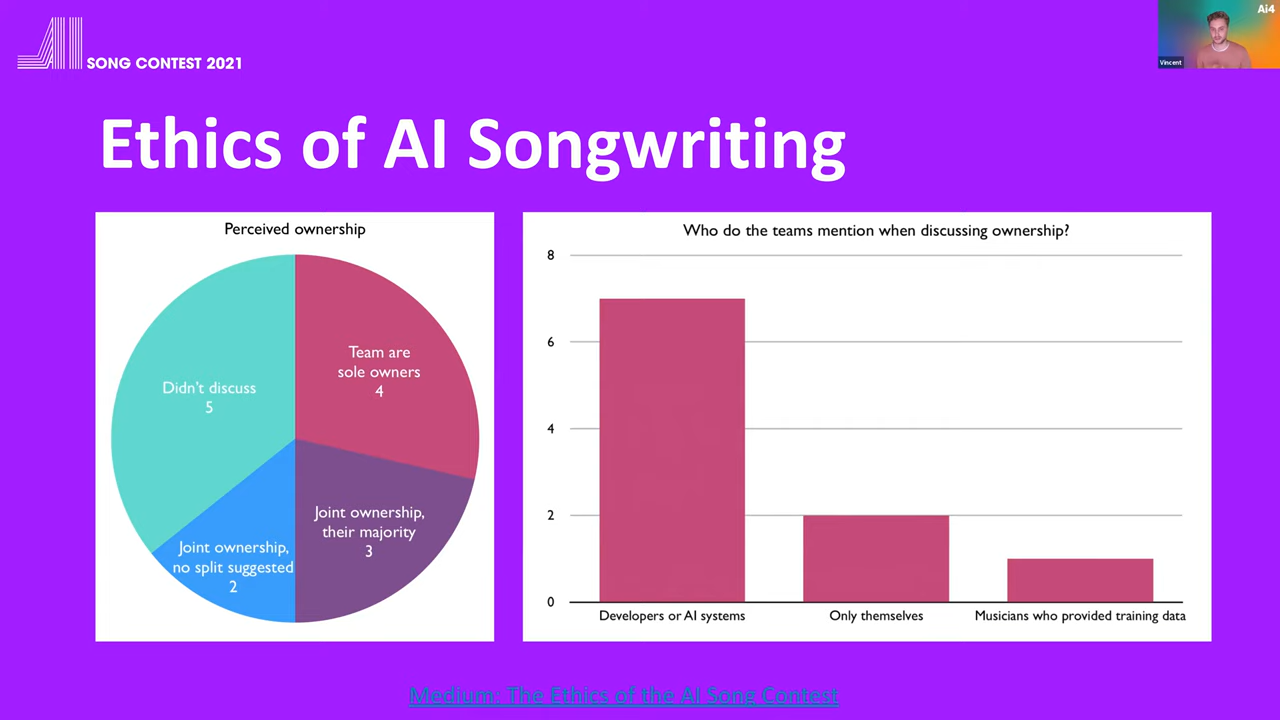 AI SONG CONTEST 2021
Ai4
Vincent
Ethics of AI Songwriting
Perceived ownership
Didn't discuss
5
Team are
sole owners
4
Joint ownership,
their majority
3
Joint ownership,
no split suggested
2
Who do the teams mention when discussing ownership?
8
6
4
2
0
Developers or AI systems
Only themselves
Musicians who provided training data
Medium: The Ethics of the AI Song Contest